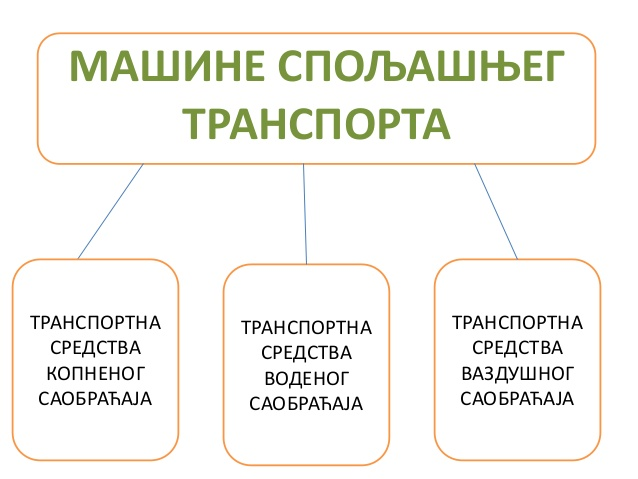 МАШИНЕ СПОЉАШЊЕГ
ТРАНСПОРТА
ТРАНСПОРТНА
СРЕДСТВА
КОПНЕНОГ
САОБРАЋАЈА
ТРАНСПОРТНА
СРЕДСТВА
ВОДЕНОГ
САОБРАЋАЈА
ТРАНСПОРТНА
СРЕДСТВА
ВАЗДУШНОГ
САОБРАЋАЈА